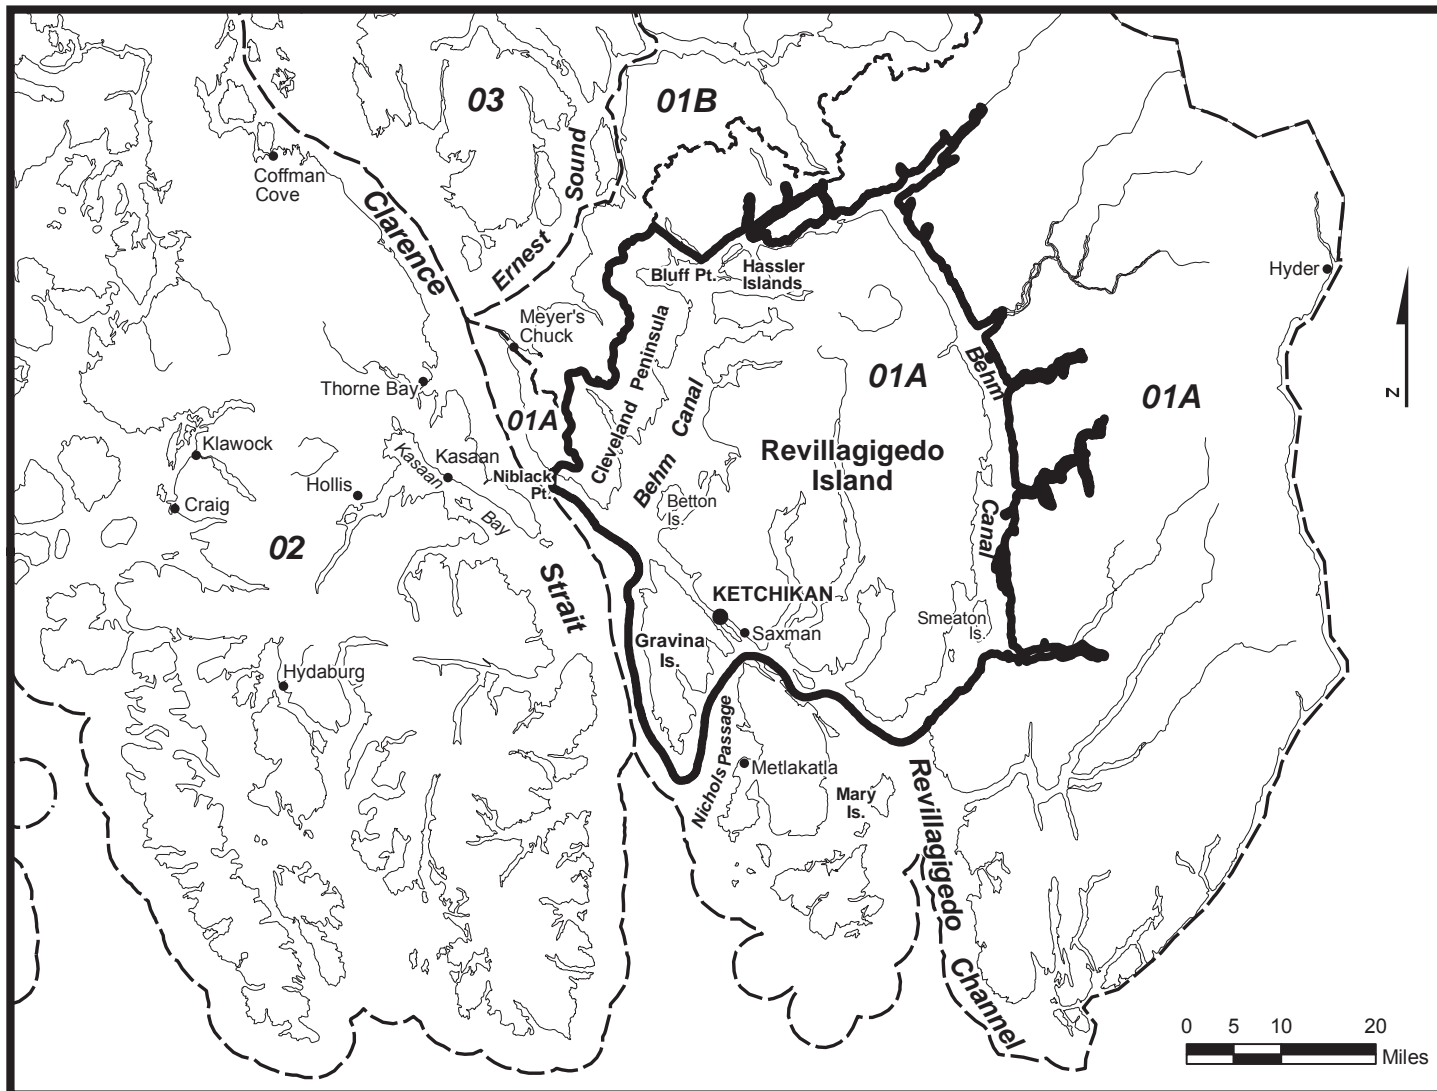 03
01B
Coffman
Cove
Clarence
Strait
Ernest
Sound
Bluff Pt.
Hassler
Islands
Hyder
Meyer's
Chuck
Thorne Bay
01A
Cleveland Peninsula
Behm Canal
01A
Behm
Canal
01A
N
Klawock
Kasaan
Kasaan
Bay
Hollis
Niblack
Pt.
Craig
02
Revillagigedo
Island
Betton
Is.
KETCHIKAN
Saxman
Smeaton
Is.
Gravina
Is.
Hydaburg
Nichols Passage
Metlakatla
Mary
Is.
Revillagigedo
Channel
0 5 10 20
Miles